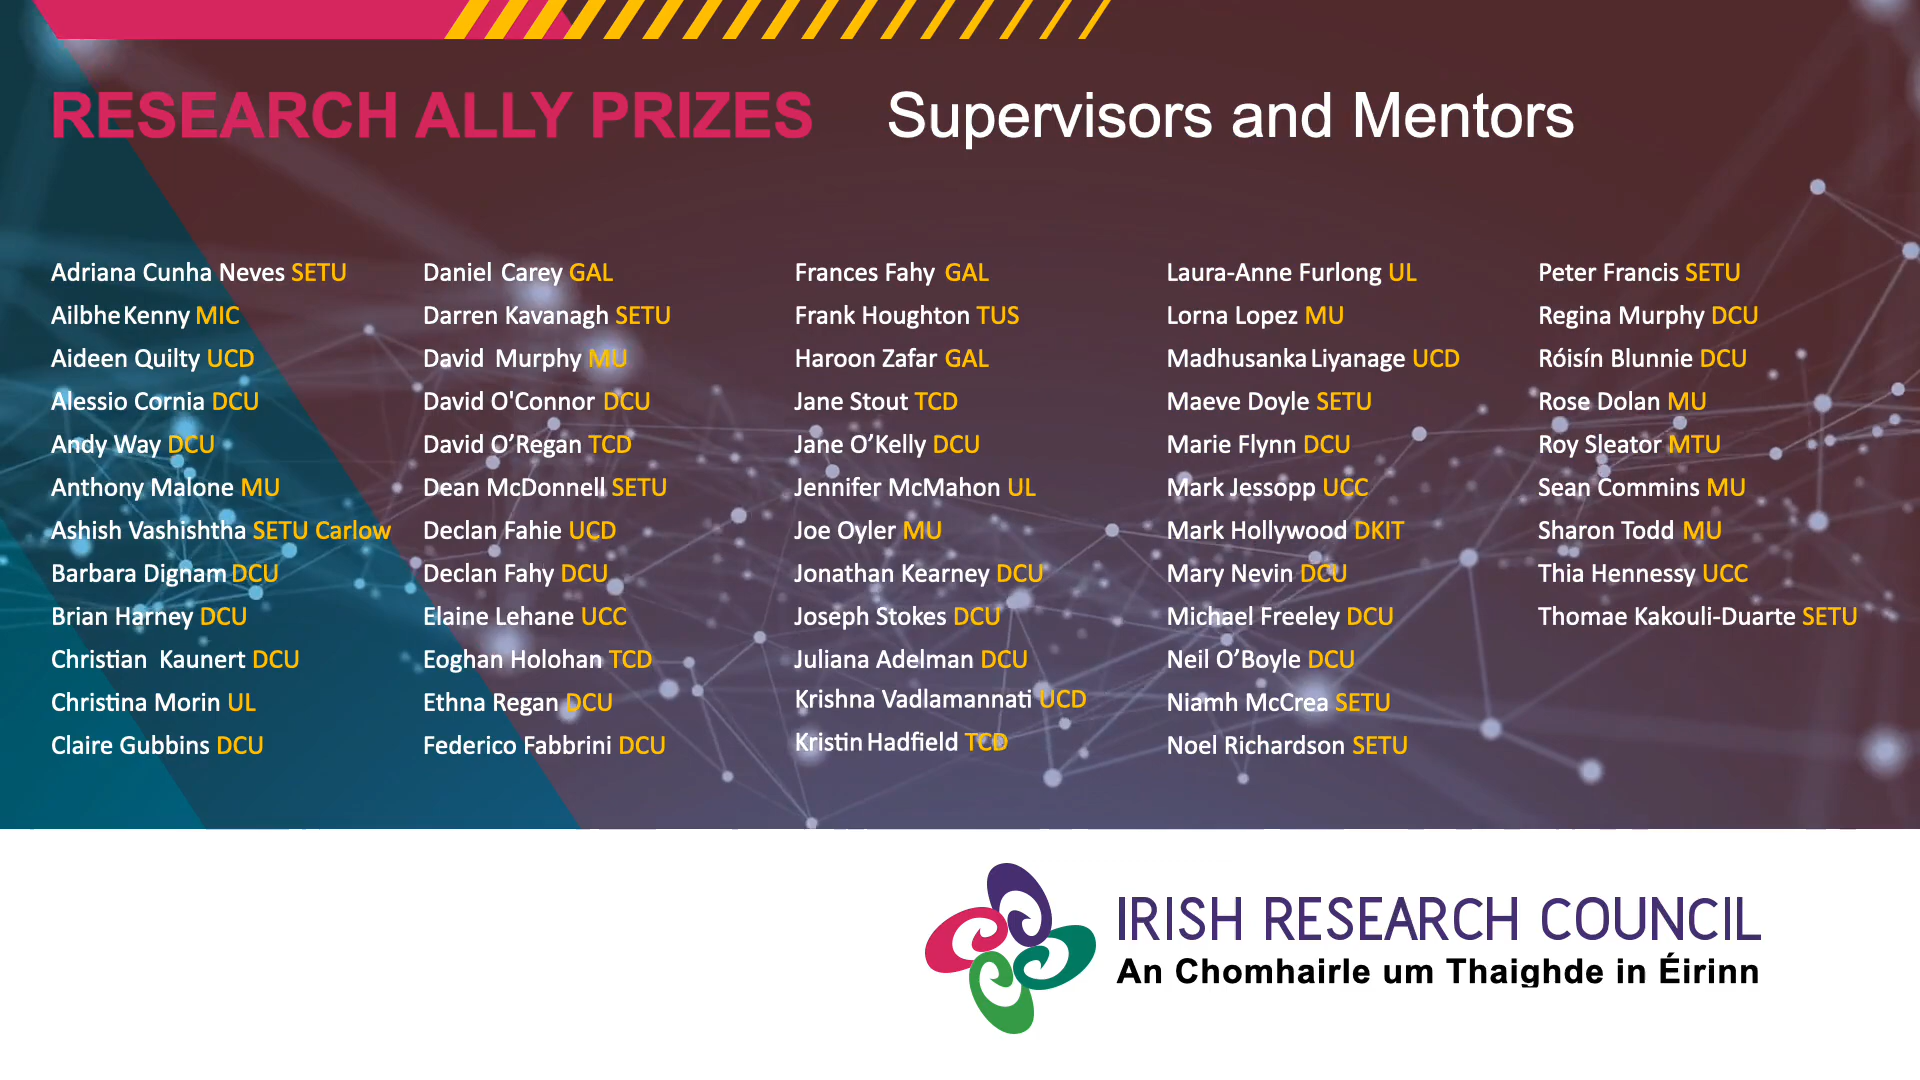 RESEARCH ALLY PRIZES Supervisors and Mentors
Adriana Cunha Neves SETU
Ailbhe Kenny MIC
Aideen Quilty UCD
Alessio Cornia DCU
Andy Way DCU
Anthony Malone MU
Ashish Vashishtha SETU Carlow
Barbara Dignam DCU
Brian Harney DCU
Christian Kaunert DCU
Christina Morin UL
Claire Gubbins DCU
Daniel Carey GAL
Darren Kavanagh SETU
David Murphy MU
David O'Connor DCU
David O’Regan TCD
Dean McDonnell SETU
Declan Fahie UCD
Declan Fahy DCU
Elaine Lehane UCC
Eoghan Holohan TCD
Ethna Regan DCU
Federico Fabbrini DCU
Frances Fahy GAL
Frank Houghton TUS
Haroon Zafar GAL
Jane Stout TCD
Jane O’Kelly DCU
Jennifer McMahon UL
Joe Oyler MU
Jonathan Kearney DCU
Joseph Stokes DCU
Juliana Adelman DCU
Krishna Vadlamannati UCD
Kristin Hadfield TCD
Laura-Anne Furlong UL
Lorna Lopez MU
Madhusanka Liyanage UCD
Maeve Doyle SETU
Marie Flynn DCU
Mark Jessopp UCC
Mark Hollywood DKIT
Mary Nevin DCU
Michael Freeley DCU
Neil O’Boyle DCU
Niamh McCrea SETU
Noel Richardson SETU
Peter Francis SETU
Regina Murphy DCU
Róisín Blunnie DCU
Rose Dolan MU
Roy Sleator MTU
Sean Commins MU
Sharon Todd MU
Thia Hennessy UCC
Thomae Kakouli-Duarte SETU
IRISH RESEARCH COUNCIL
An Chomhairle um Thaighde in Éirinn